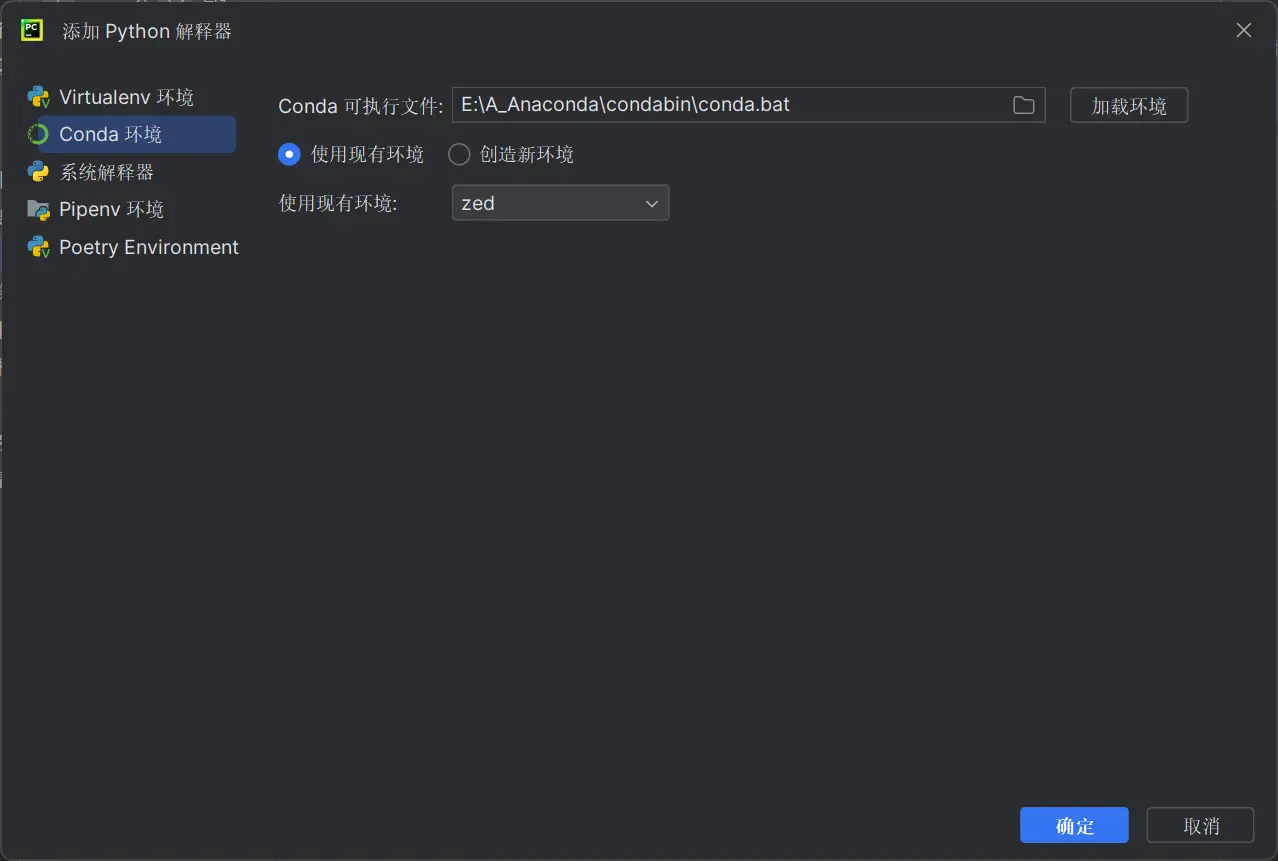 添加 Python 解释器
Virtualenv 环境
Conda 环境
系统解释器
Pipenv 环境
Poetry Environment
Conda 可执行文件: E:\A_Anaconda\condabin\conda.bat 加载环境
使用现有环境 创造新环境
使用现有环境: zed
确定 取消